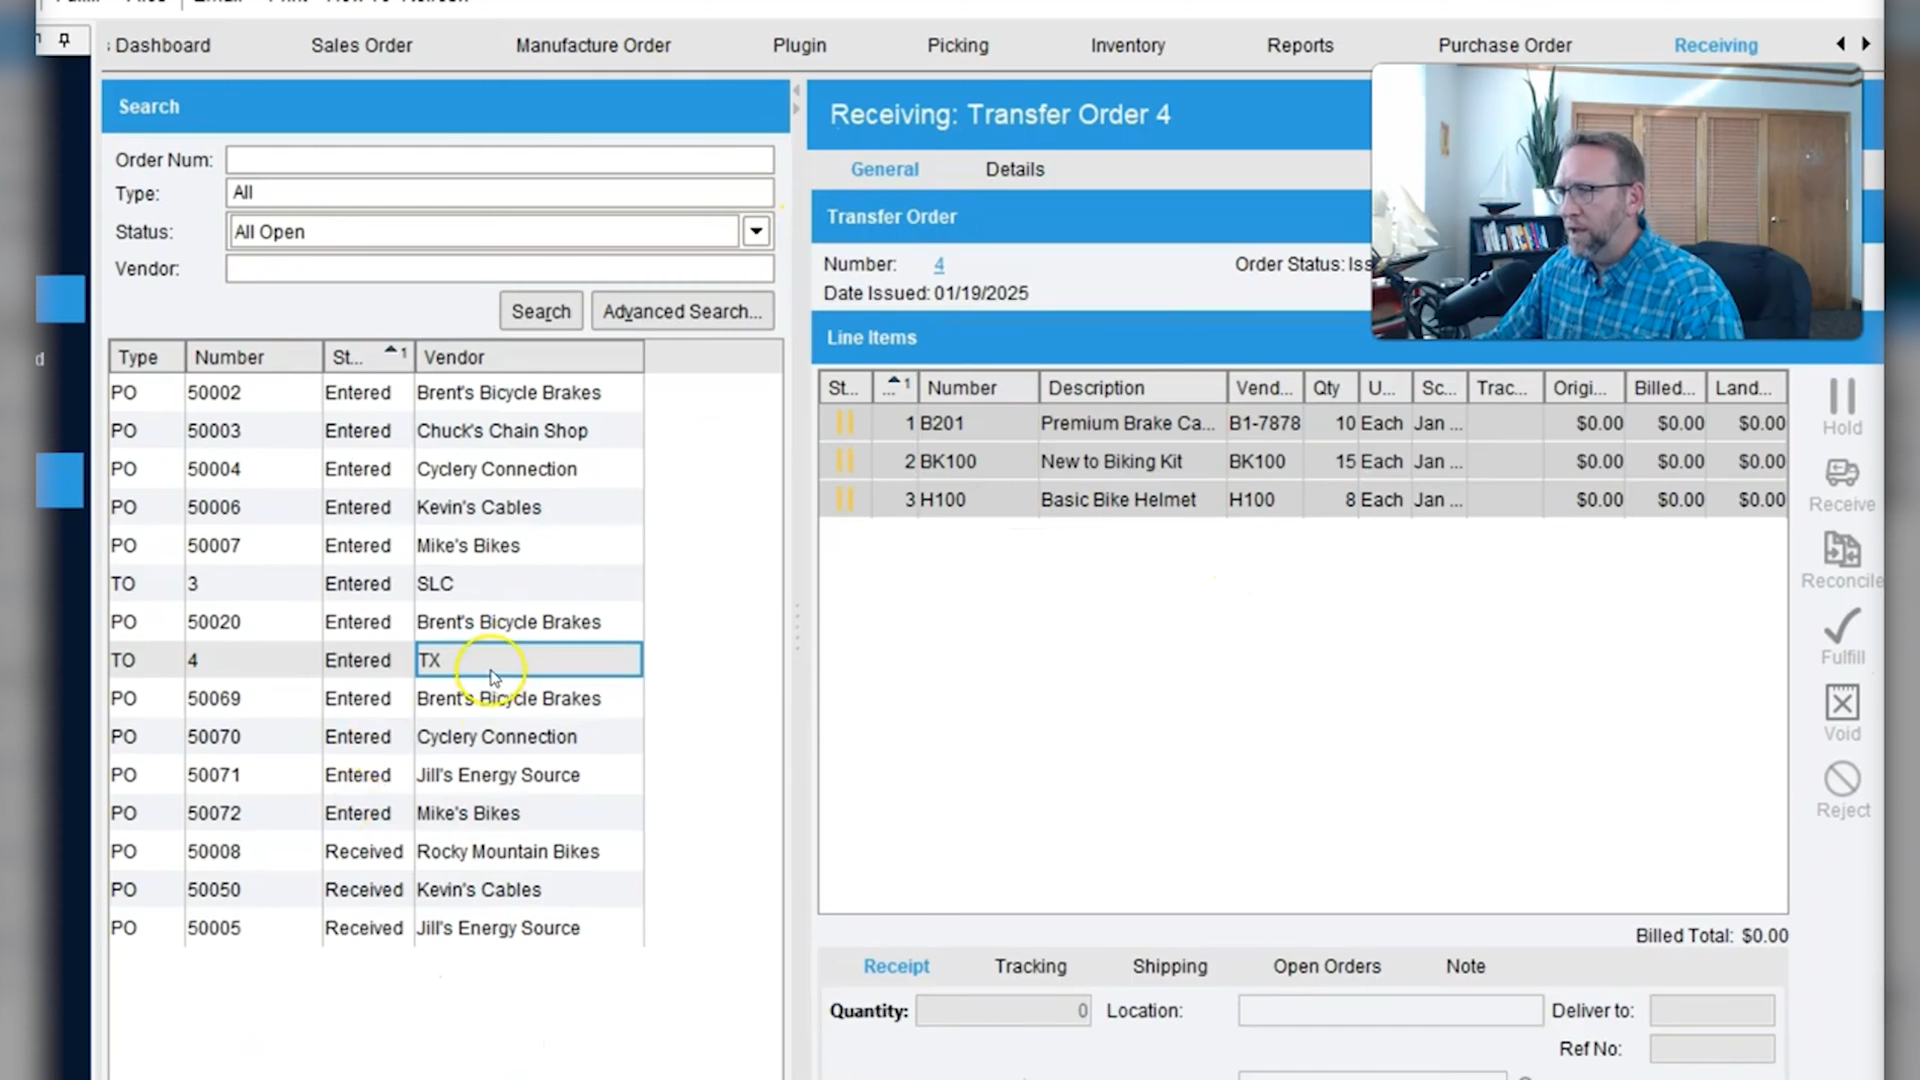 Dashboard Sales Order Manufacture Order Plugin Picking Inventory Reports Purchase Order Receiving
Search
Order Num:
Type: All
Status: All Open
Vendor:
Search Advanced Search...
Type Number St... 1 Vendor
PO 50002 Entered Brent's Bicycle Brakes
PO 50003 Entered Chuck's Chain Shop
PO 50004 Entered Cyclery Connection
PO 50006 Entered Kevin's Cables
PO 50007 Entered Mike's Bikes
TO 3 Entered SLC
PO 50020 Entered Brent's Bicycle Brakes
TO 4 Entered TX
PO 50069 Entered Brent's Bicycle Brakes
PO 50070 Entered Cyclery Connection
PO 50071 Entered Jill's Energy Source
PO 50072 Entered Mike's Bikes
PO 50008 Received Rocky Mountain Bikes
PO 50050 Received Kevin's Cables
PO 50005 Received Jill's Energy Source
Receiving: Transfer Order 4
General Details
Transfer Order
Number: 4 Order Status: Iss
Date Issued: 01/19/2025
Line Items
St... ... 1 Number Description Vend... Qty U... Sc... Trac... Origi... Billed... Land...
1 B201 Premium Brake Ca... B1-7878 10 Each Jan ... $0.00 $0.00 $0.00
2 BK100 New to Biking Kit BK100 15 Each Jan ... $0.00 $0.00 $0.00
3 H100 Basic Bike Helmet H100 8 Each Jan ... $0.00 $0.00 $0.00
Hold
Receive
Reconcile
Fulfill
Void
Reject
Billed Total: $0.00
Receipt Tracking Shipping Open Orders Note
Quantity: 0 Location: Deliver to:
Ref No: